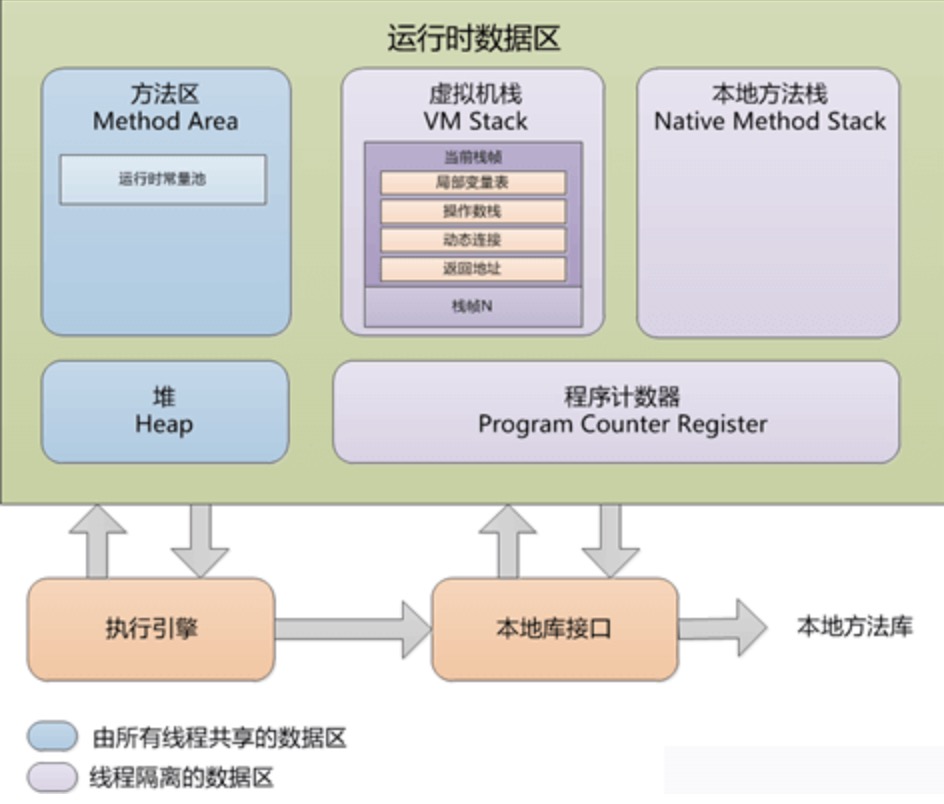 运行时数据区
方法区
Method Area
运行时常量池
虚拟机栈
VM Stack
当前栈帧
局部变量表
操作数栈
动态连接
返回地址
栈帧N
本地方法栈
Native Method Stack
堆
Heap
程序计数器
Program Counter Register
执行引擎
本地库接口
本地方法库
由所有线程共享的数据区
线程隔离的数据区